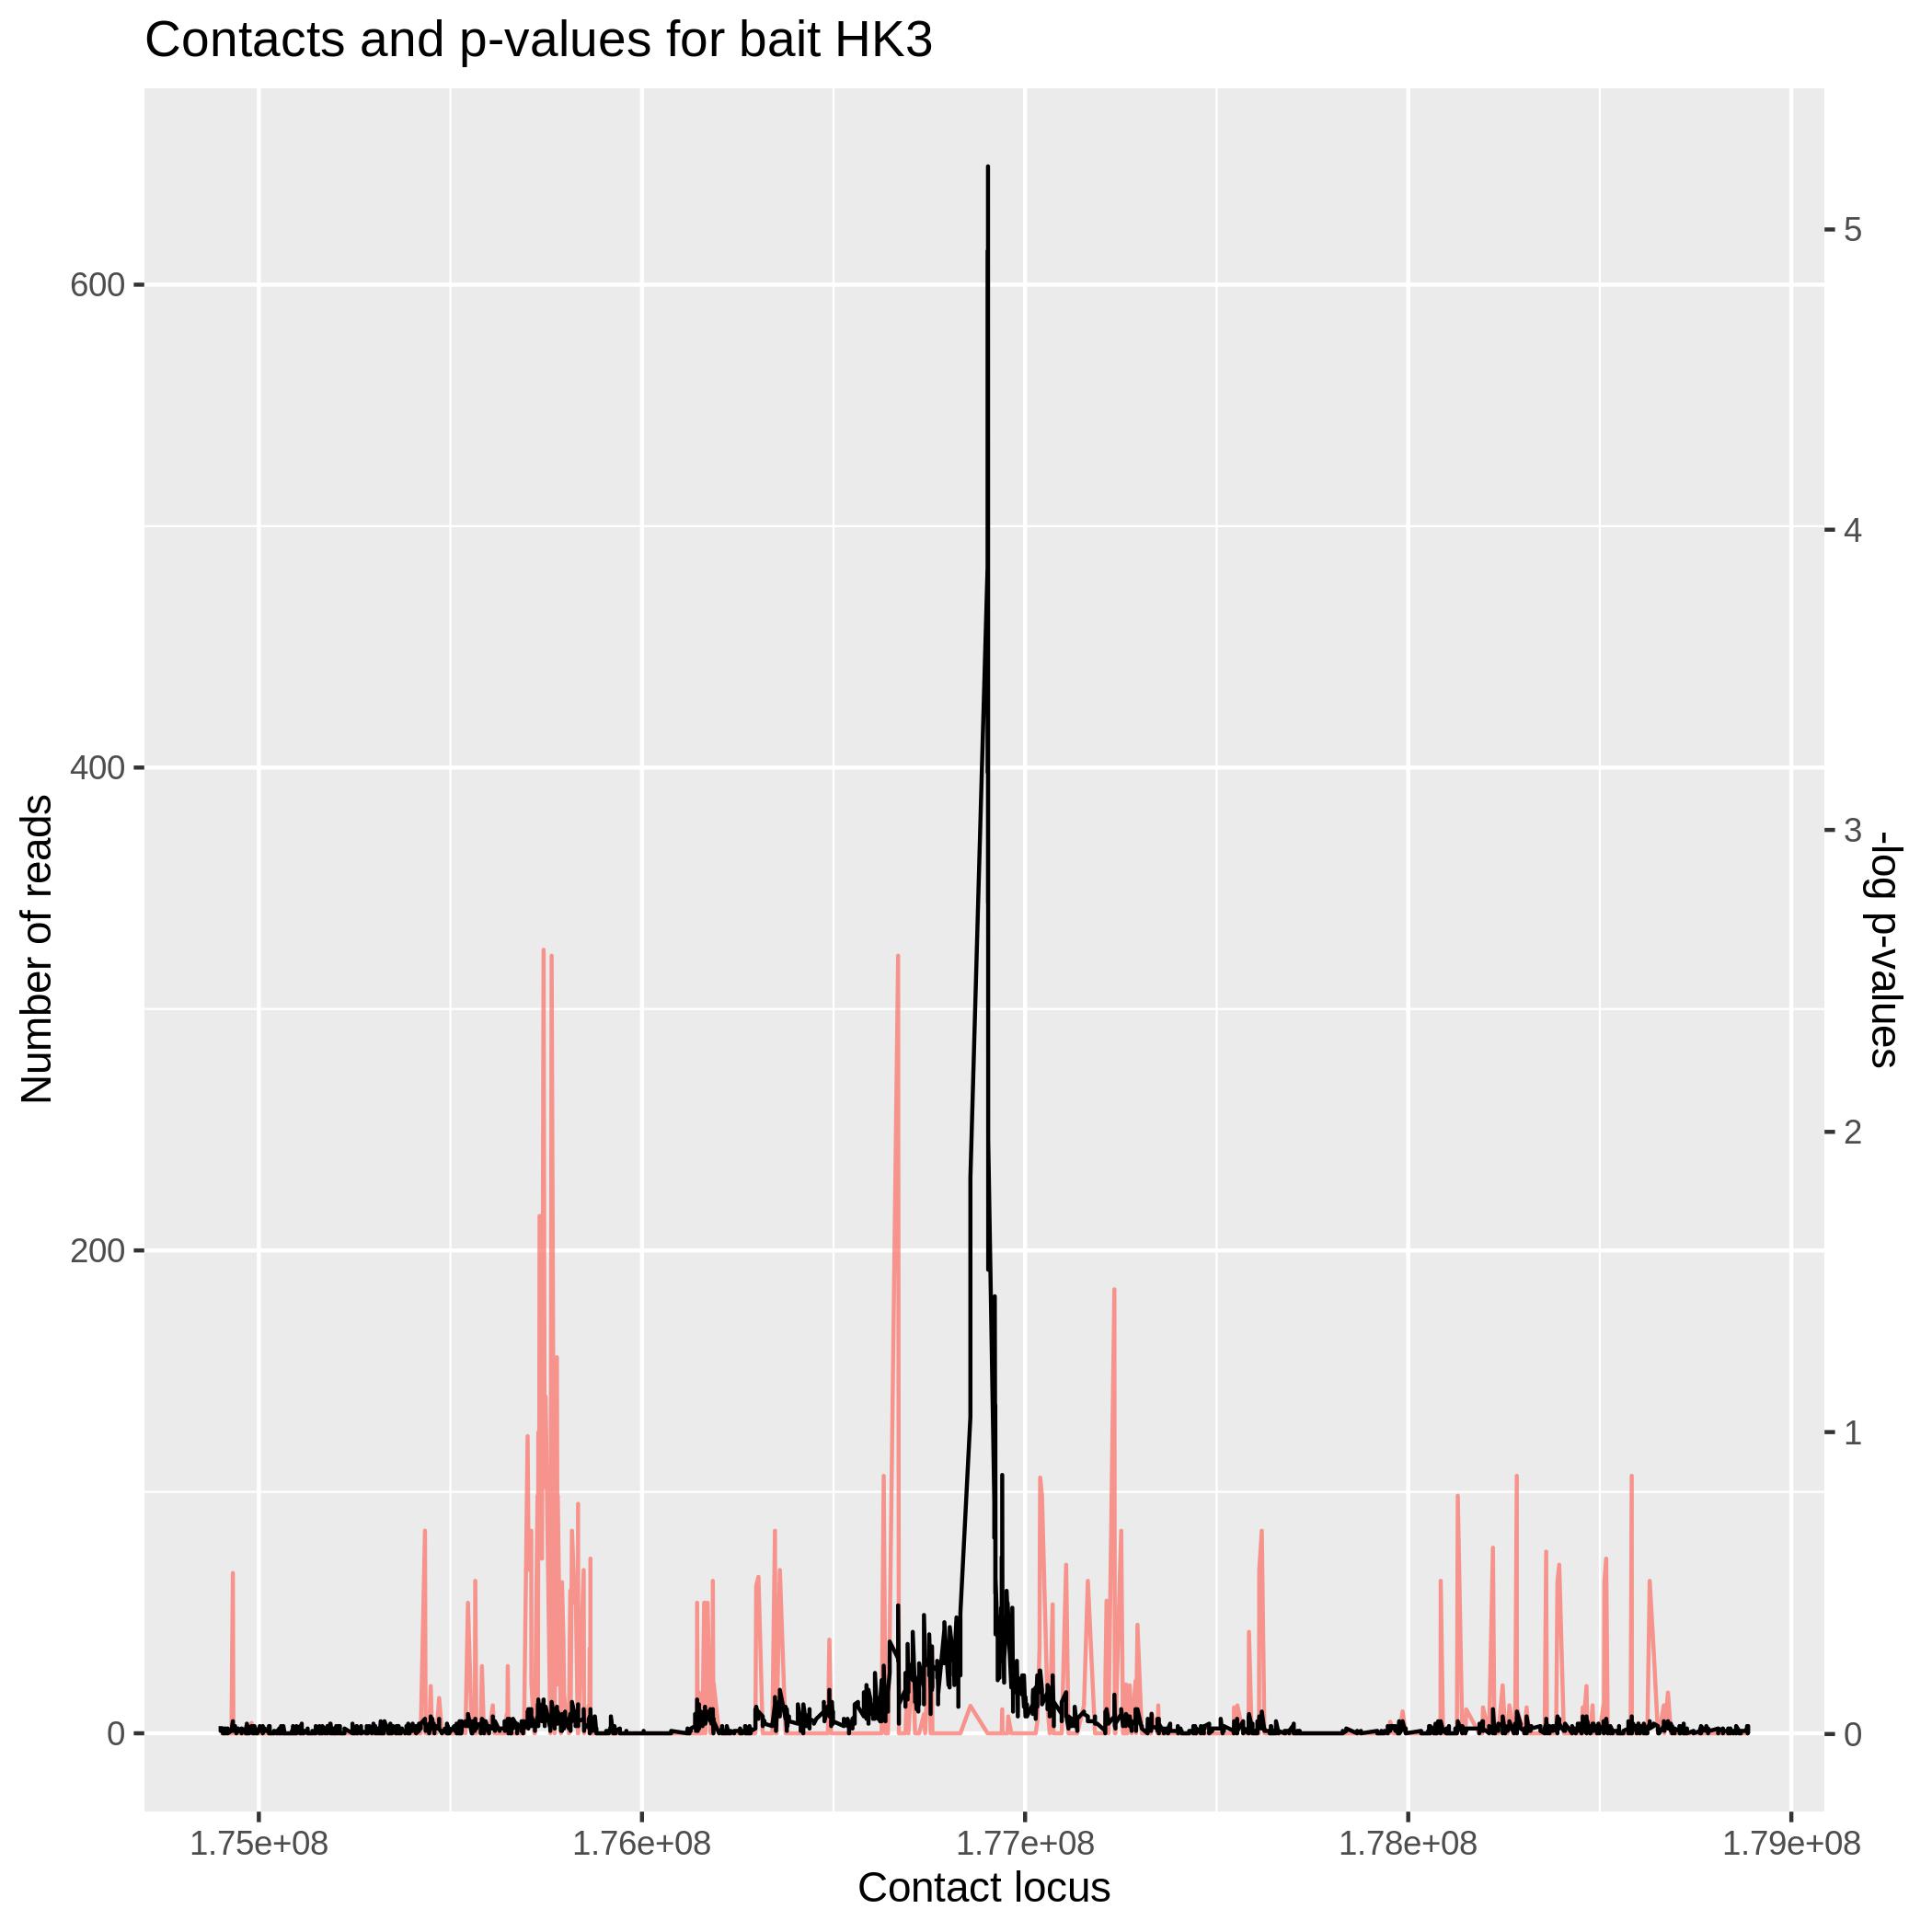 Contacts and p-values for bait HK3
600
400
200
0
Number of reads
5
4
3
2
1
0
-log p-values
1.75e+08
1.76e+08
1.77e+08
1.78e+08
1.79e+08
Contact locus